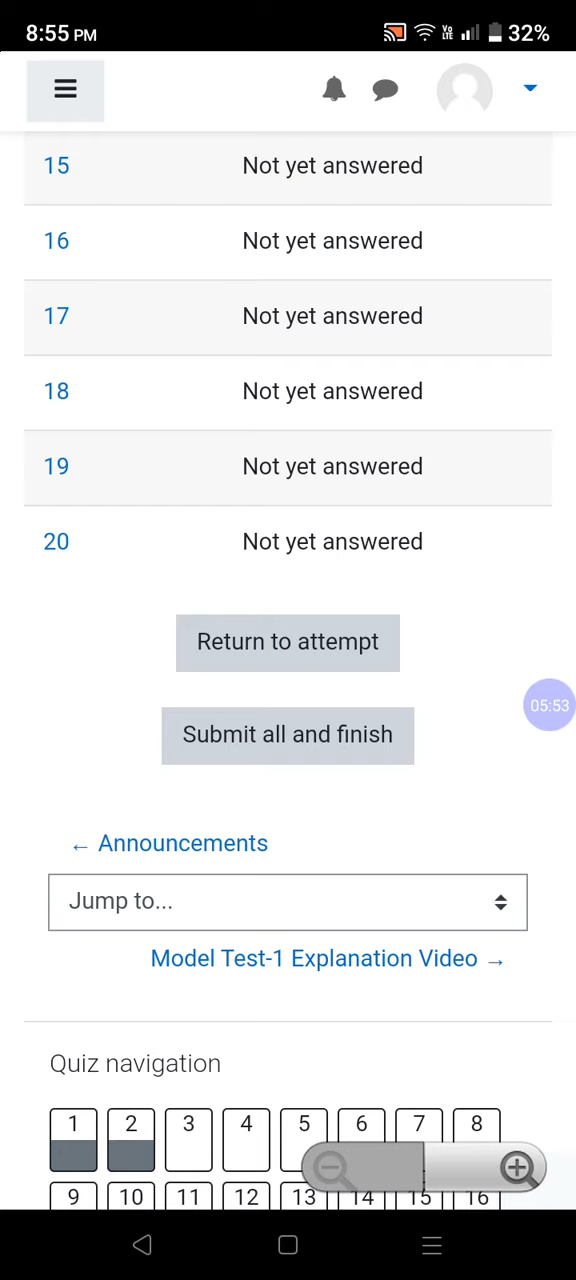 8:55 PM
Vo LTE
32%
15 Not yet answered
16 Not yet answered
17 Not yet answered
18 Not yet answered
19 Not yet answered
20 Not yet answered
Return to attempt
05:53
Submit all and finish
← Announcements
Jump to...
Model Test-1 Explanation Video →
Quiz navigation
1 2 3 4 5 6 7 8
9 10 11 12 13 14 15 16